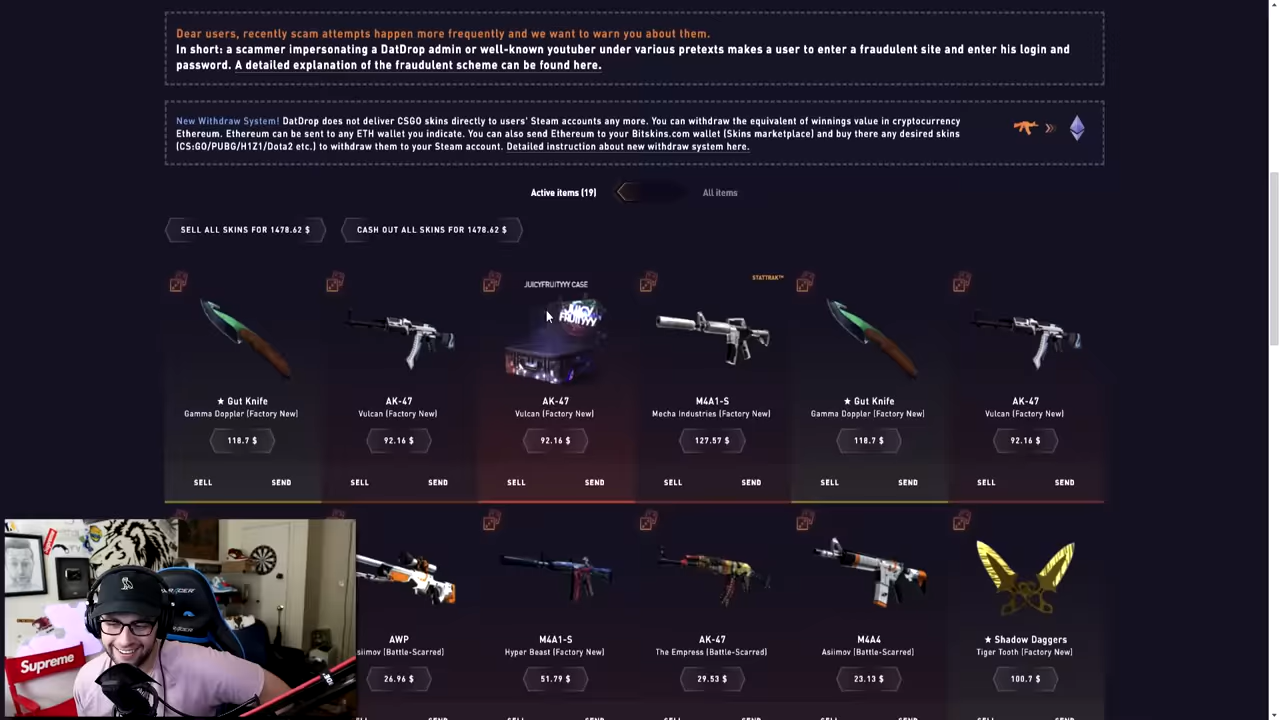 Dear users, recently scam attempts happen more frequently and we want to warn you about them.
In short: a scammer impersonating a DatDrop admin or well-known youtuber under various pretexts makes a user to enter a fraudulent site and enter his login and
password. A detailed explanation of the fraudulent scheme can be found here.
New Withdraw System! DatDrop does not deliver CSGO skins directly to users' Steam accounts any more. You can withdraw the equivalent of winnings value in cryptocurrency
Ethereum. Ethereum can be sent to any ETH wallet you indicate. You can also send Ethereum to your Bitskins.com wallet (Skins marketplace) and buy there any desired skins
(CS:GO/PUBG/H1Z1/Dota2 etc.) to withdraw them to your Steam account. Detailed instruction about new withdraw system here.
Active items (19) All items
SELL ALL SKINS FOR 1478.62 $ CASH OUT ALL SKINS FOR 1478.62 $
STATTRAK™
JUICYFRUITYYY CASE
JUICY
FRUITYYY
★ Gut Knife AK-47 AK-47 M4A1-S ★ Gut Knife AK-47
Gamma Doppler (Factory New) Vulcan (Factory New) Vulcan (Factory New) Mecha Industries (Factory New) Gamma Doppler (Factory New) Vulcan (Factory New)
118.7 $ 92.16 $ 92.16 $ 127.57 $ 118.7 $ 92.16 $
SELL SEND SELL SEND SELL SEND SELL SEND SELL SEND SELL SEND
AWP M4A1-S AK-47 M4A4 ★ Shadow Daggers
siimov (Battle-Scarred) Hyper Beast (Factory New) The Empress (Battle-Scarred) Asiimov (Battle-Scarred) Tiger Tooth (Factory New)
26.96 $ 51.79 $ 29.53 $ 23.13 $ 100.7 $
Supreme